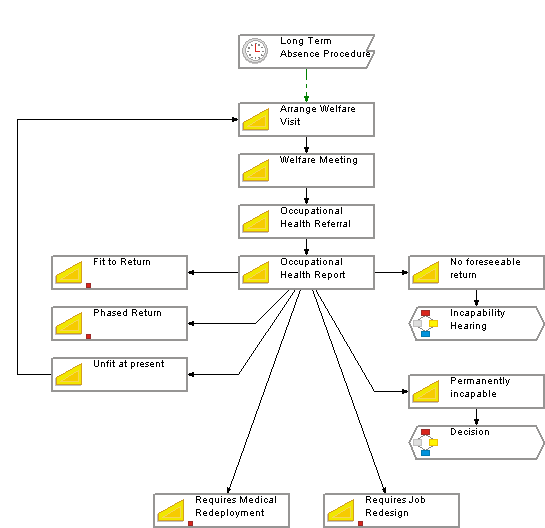 Long Term
Absence Procedure
Arrange Welfare
Visit
Welfare Meeting
Occupational
Health Referral
Fit to Return
Occupational
Health Report
No foreseeable
return
Phased Return
Incapability
Hearing
Unfit at present
Permanently
incapable
Decision
Requires Medical
Redeployment
Requires Job
Redesign